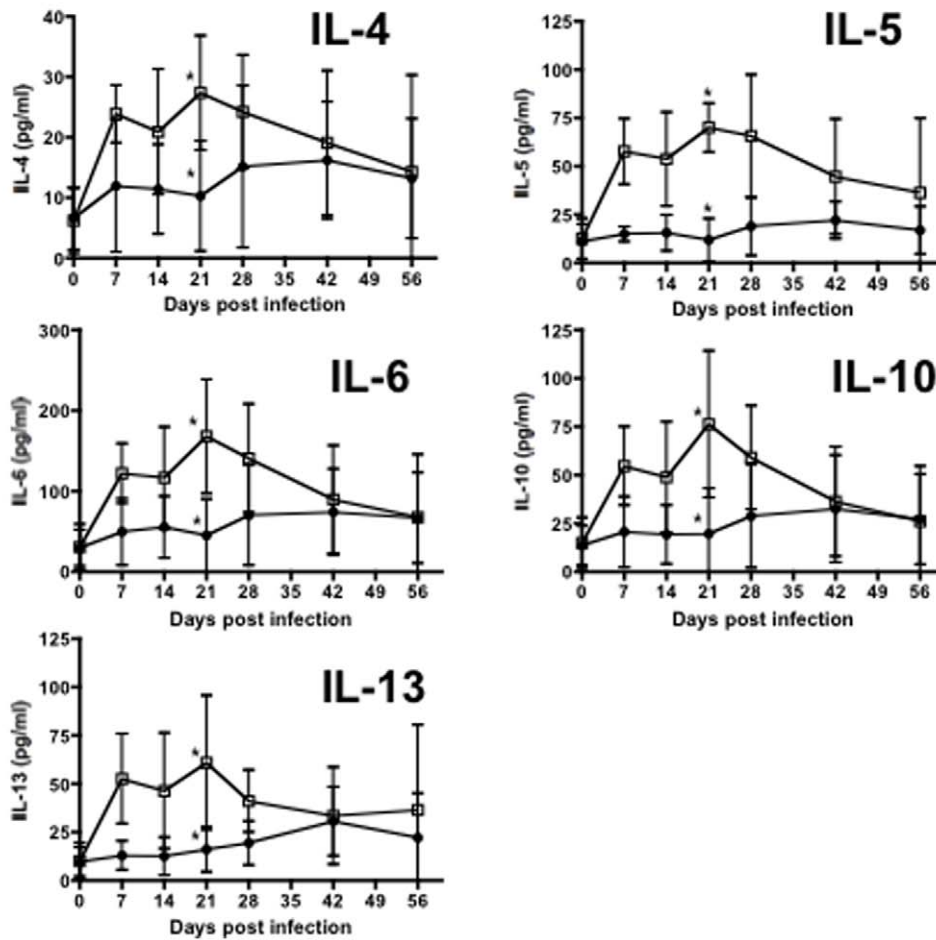 IL-4
IL-4 (pg/ml)
40
30
20
10
0
*
*
0 7 14 21 28 35 42 49 56
Days post infection
IL-5
IL-5 (pg/ml)
125
100
75
50
25
0
*
*
0 7 14 21 28 35 42 49 56
Days post infection
IL-6
IL-6 (pg/ml)
300
200
100
0
*
*
0 7 14 21 28 35 42 49 56
Days post infection
IL-10
IL-10 (pg/ml)
125
100
75
50
25
0
*
*
0 7 14 21 28 35 42 49 56
Days post infection
IL-13
IL-13 (pg/ml)
125
100
75
50
25
0
*
*
0 7 14 21 28 35 42 49 56
Days post infection